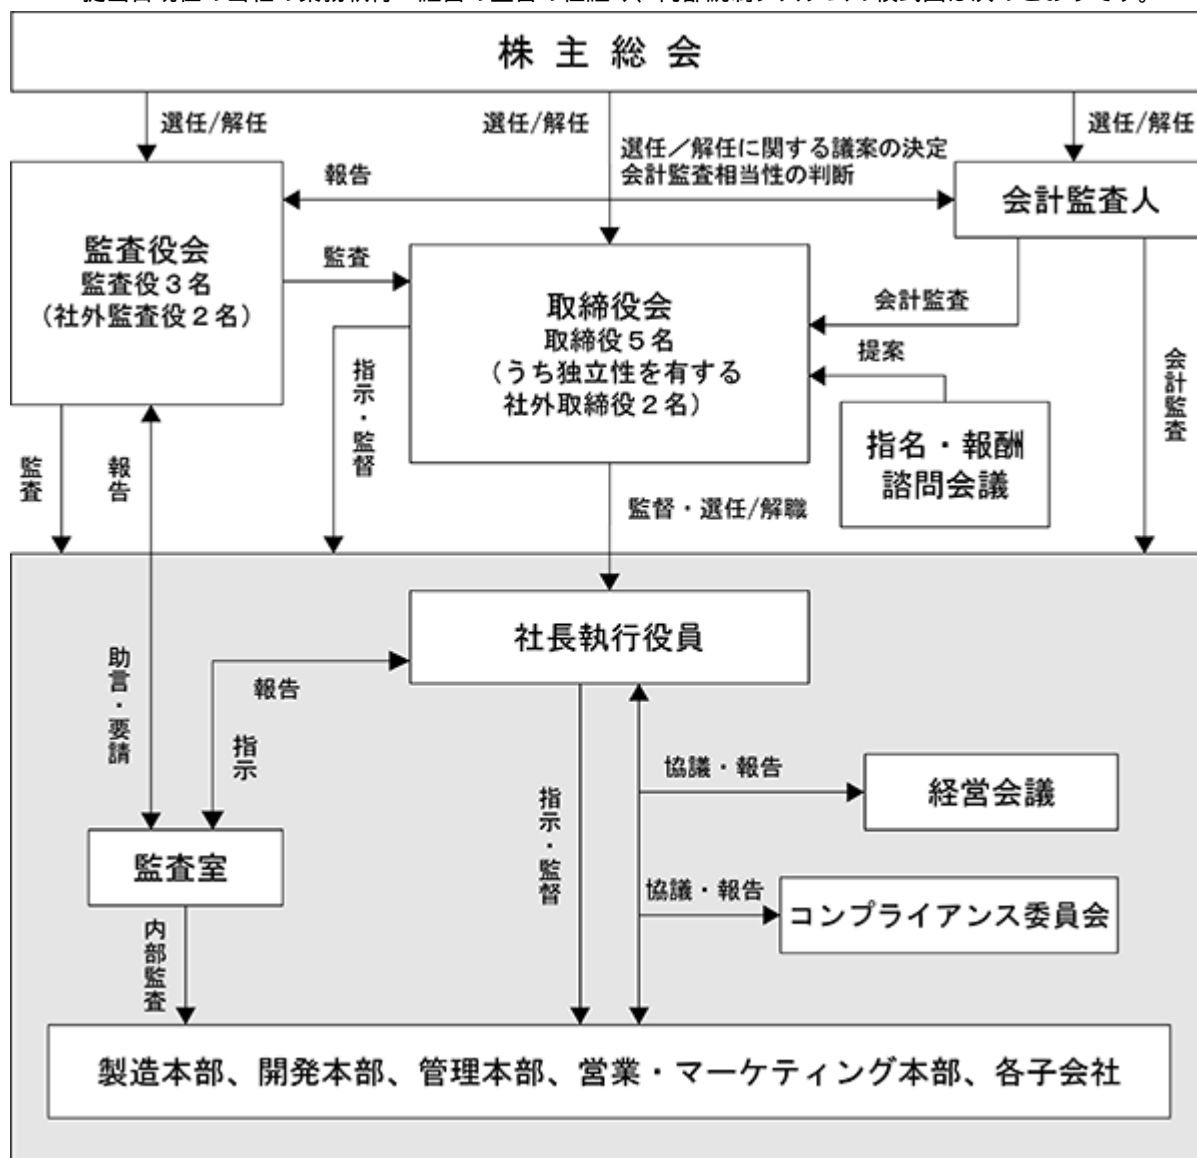 株主総会
選任/解任
選任/解任
選任/解任
選任／解任に関する議案の決定
会計監査相当性の判断
報告
会計監査人
監査役会
監査役３名
（社外監査役２名）
監査
取締役会
取締役５名
（うち独立性を有する
社外取締役２名）
会計監査
提案
指名・報酬
諮問会議
会計監査
指示・監督
監査
報告
監督・選任/解職
社長執行役員
助言・要請
報告
指示
協議・報告
経営会議
指示・監督
監査室
協議・報告
コンプライアンス委員会
内部監査
製造本部、開発本部、管理本部、営業・マーケティング本部、各子会社